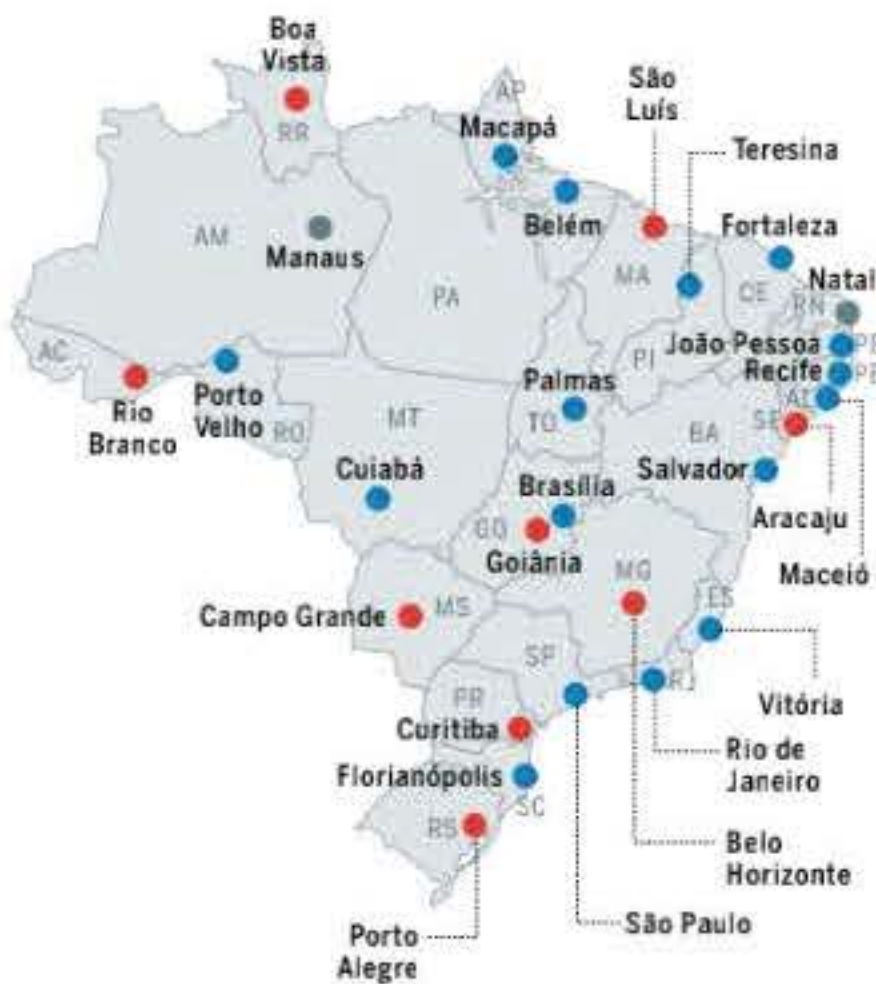 Boa
Vista
RR
AP
Macapá
São
Luís
Teresina
Belém
Fortaleza
AM
Manaus
PA
MA
CE
RN
Natal
João Pessoa
PI
Recife
AC
Rio
Branco
Porto
Velho
RO
MT
Palmas
TO
AL
SE
BA
Salvador
Cuiabá
Brasília
GO
Goiânia
Aracaju
Maceió
MG
ES
Campo Grande
MS
SP
RJ
Vitória
PR
Curitiba
Rio de
Janeiro
Florianópolis
SC
RS
Belo
Horizonte
São Paulo
Porto
Alegre